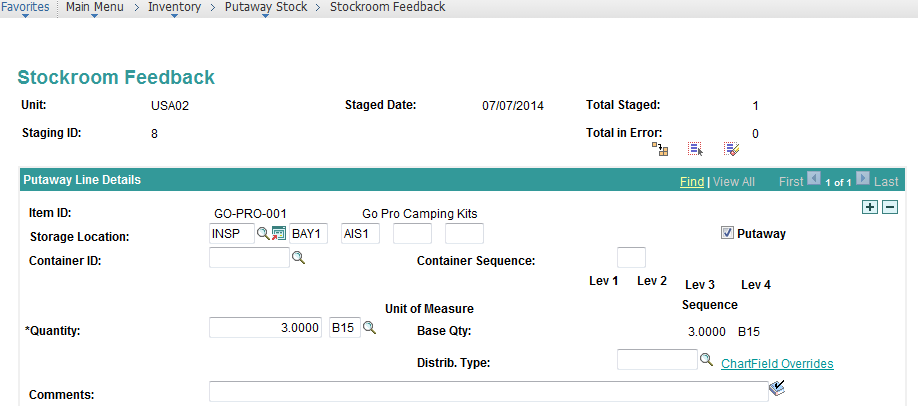 Favorites Main Menu > Inventory > Putaway Stock > Stockroom Feedback
Stockroom Feedback
Unit: USA02 Staged Date: 07/07/2014 Total Staged: 1
Staging ID: 8 Total in Error: 0
Putaway Line Details Find | View All First 1 of 1 Last
Item ID: GO-PRO-001 Go Pro Camping Kits
Storage Location: INSP BAY1 AIS1 Putaway
Container ID: Container Sequence:
Lev 1 Lev 2 Lev 3 Lev 4
Unit of Measure Sequence
*Quantity: 3.0000 B15 Base Qty: 3.0000 B15
Distrib. Type: ChartField Overrides
Comments: